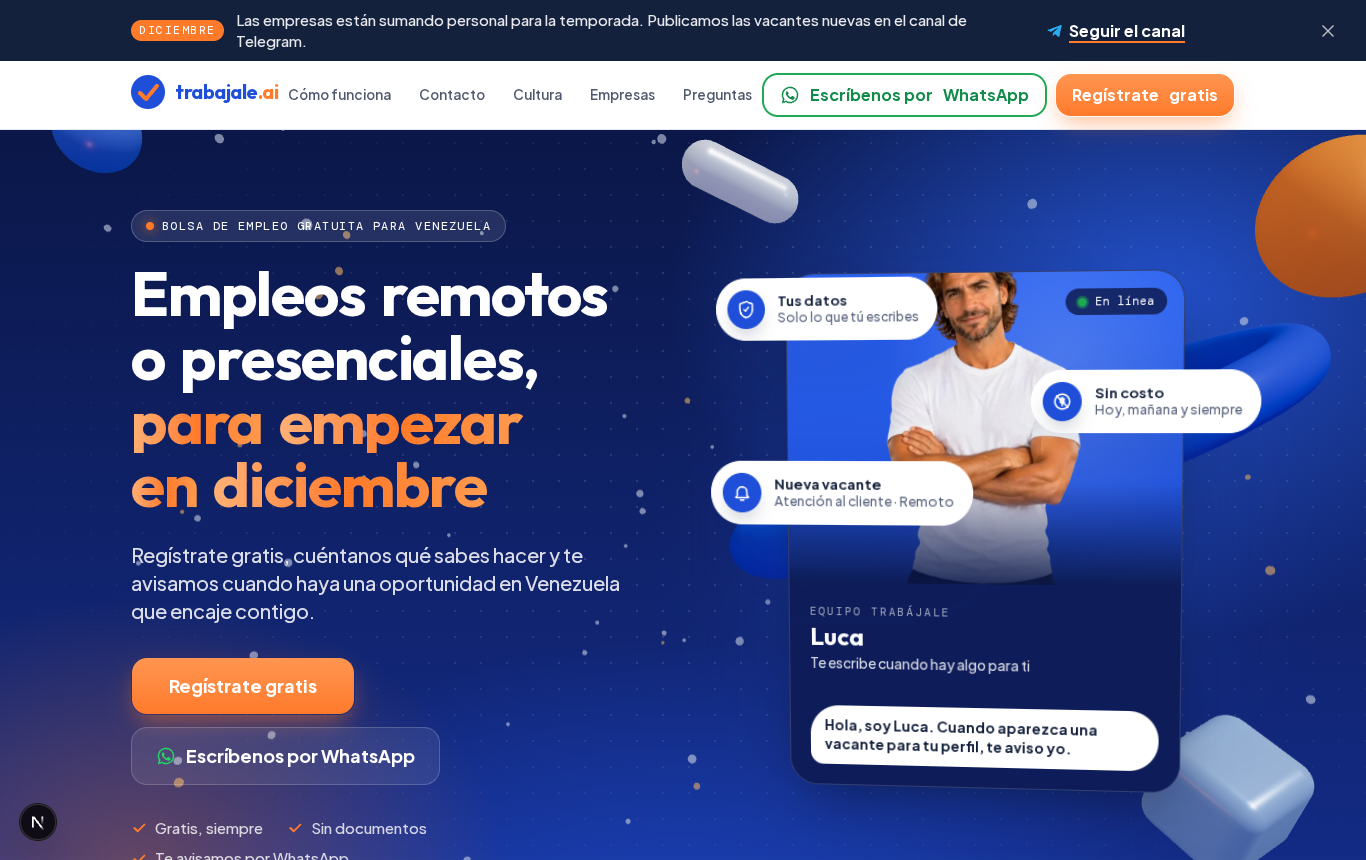 DICIEMBRE
Las empresas están sumando personal para la temporada. Publicamos las vacantes nuevas en el canal de
Telegram.
Seguir el canal
trabajale.ai
Cómo funciona
Contacto
Cultura
Empresas
Preguntas
Escríbenos por WhatsApp
Regístrate gratis
BOLSA DE EMPLEO GRATUITA PARA VENEZUELA
Empleos remotos
o presenciales,
para empezar
en diciembre
Regístrate gratis, cuéntanos qué sabes hacer y te
avisamos cuando haya una oportunidad en Venezuela
que encaje contigo.
Regístrate gratis
Escríbenos por WhatsApp
Gratis, siempre
Sin documentos
Te avisamos por WhatsApp
Tus datos
Solo lo que tú escribes
En línea
Sin costo
Hoy, mañana y siempre
Nueva vacante
Atención al cliente · Remoto
EQUIPO TRABÁJALE
Luca
Te escribe cuando hay algo para ti
Hola, soy Luca. Cuando aparezca una
vacante para tu perfil, te aviso yo.